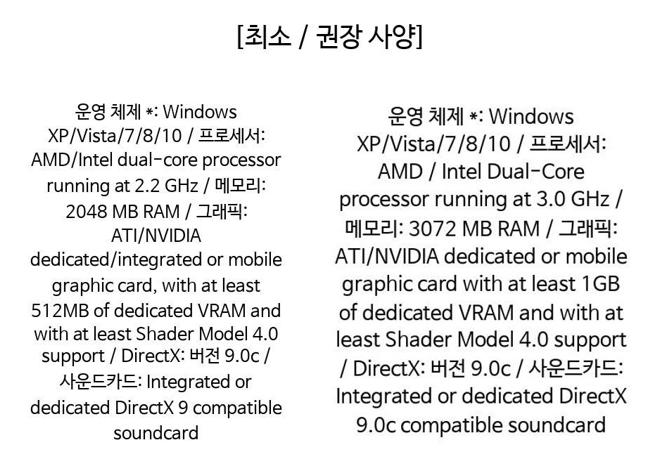 [최소 / 권장 사양]
운영 체제 *: Windows
XP/Vista/7/8/10 / 프로세서:
AMD/Intel dual-core processor
running at 2.2 GHz / 메모리:
2048 MB RAM / 그래픽:
ATI/NVIDIA
dedicated/integrated or mobile
graphic card, with at least
512MB of dedicated VRAM and
with at least Shader Model 4.0
support / DirectX: 버전 9.0c /
사운드카드: Integrated or
dedicated DirectX 9 compatible
soundcard
운영 체제 *: Windows
XP/Vista/7/8/10 / 프로세서:
AMD / Intel Dual-Core
processor running at 3.0 GHz /
메모리: 3072 MB RAM / 그래픽:
ATI/NVIDIA dedicated or mobile
graphic card with at least 1GB
of dedicated VRAM and with at
least Shader Model 4.0 support
/ DirectX: 버전 9.0c / 사운드카드:
Integrated or dedicated DirectX
9.0c compatible soundcard